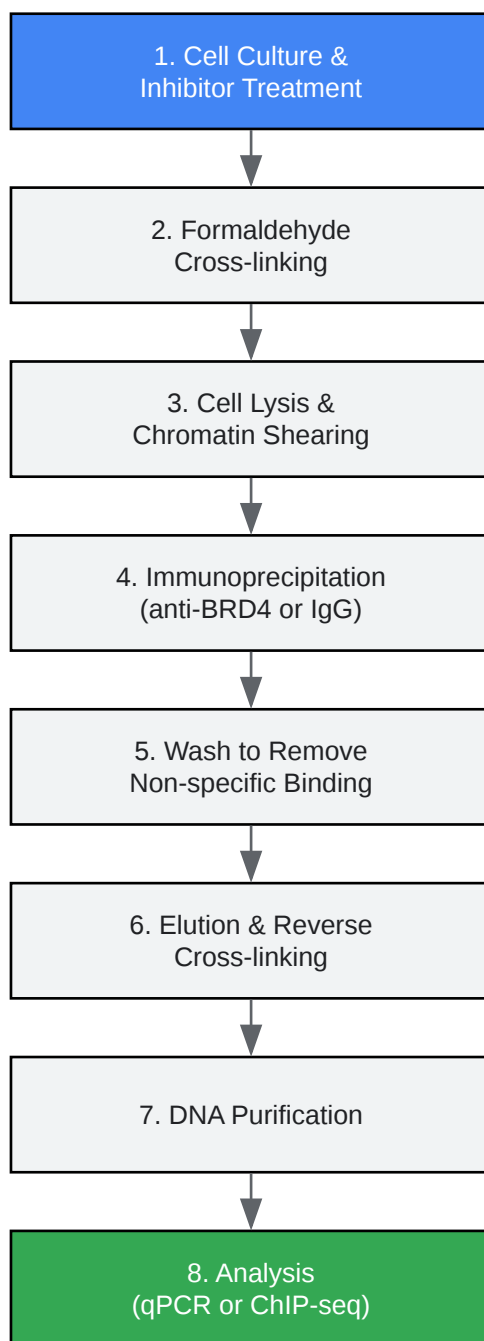 1. Cell Culture &
Inhibitor Treatment
2. Formaldehyde
Cross-linking
3. Cell Lysis &
Chromatin Shearing
4. Immunoprecipitation
(anti-BRD4 or IgG)
5. Wash to Remove
Non-specific Binding
6. Elution & Reverse
Cross-linking
7. DNA Purification
8. Analysis
(qPCR or ChIP-seq)